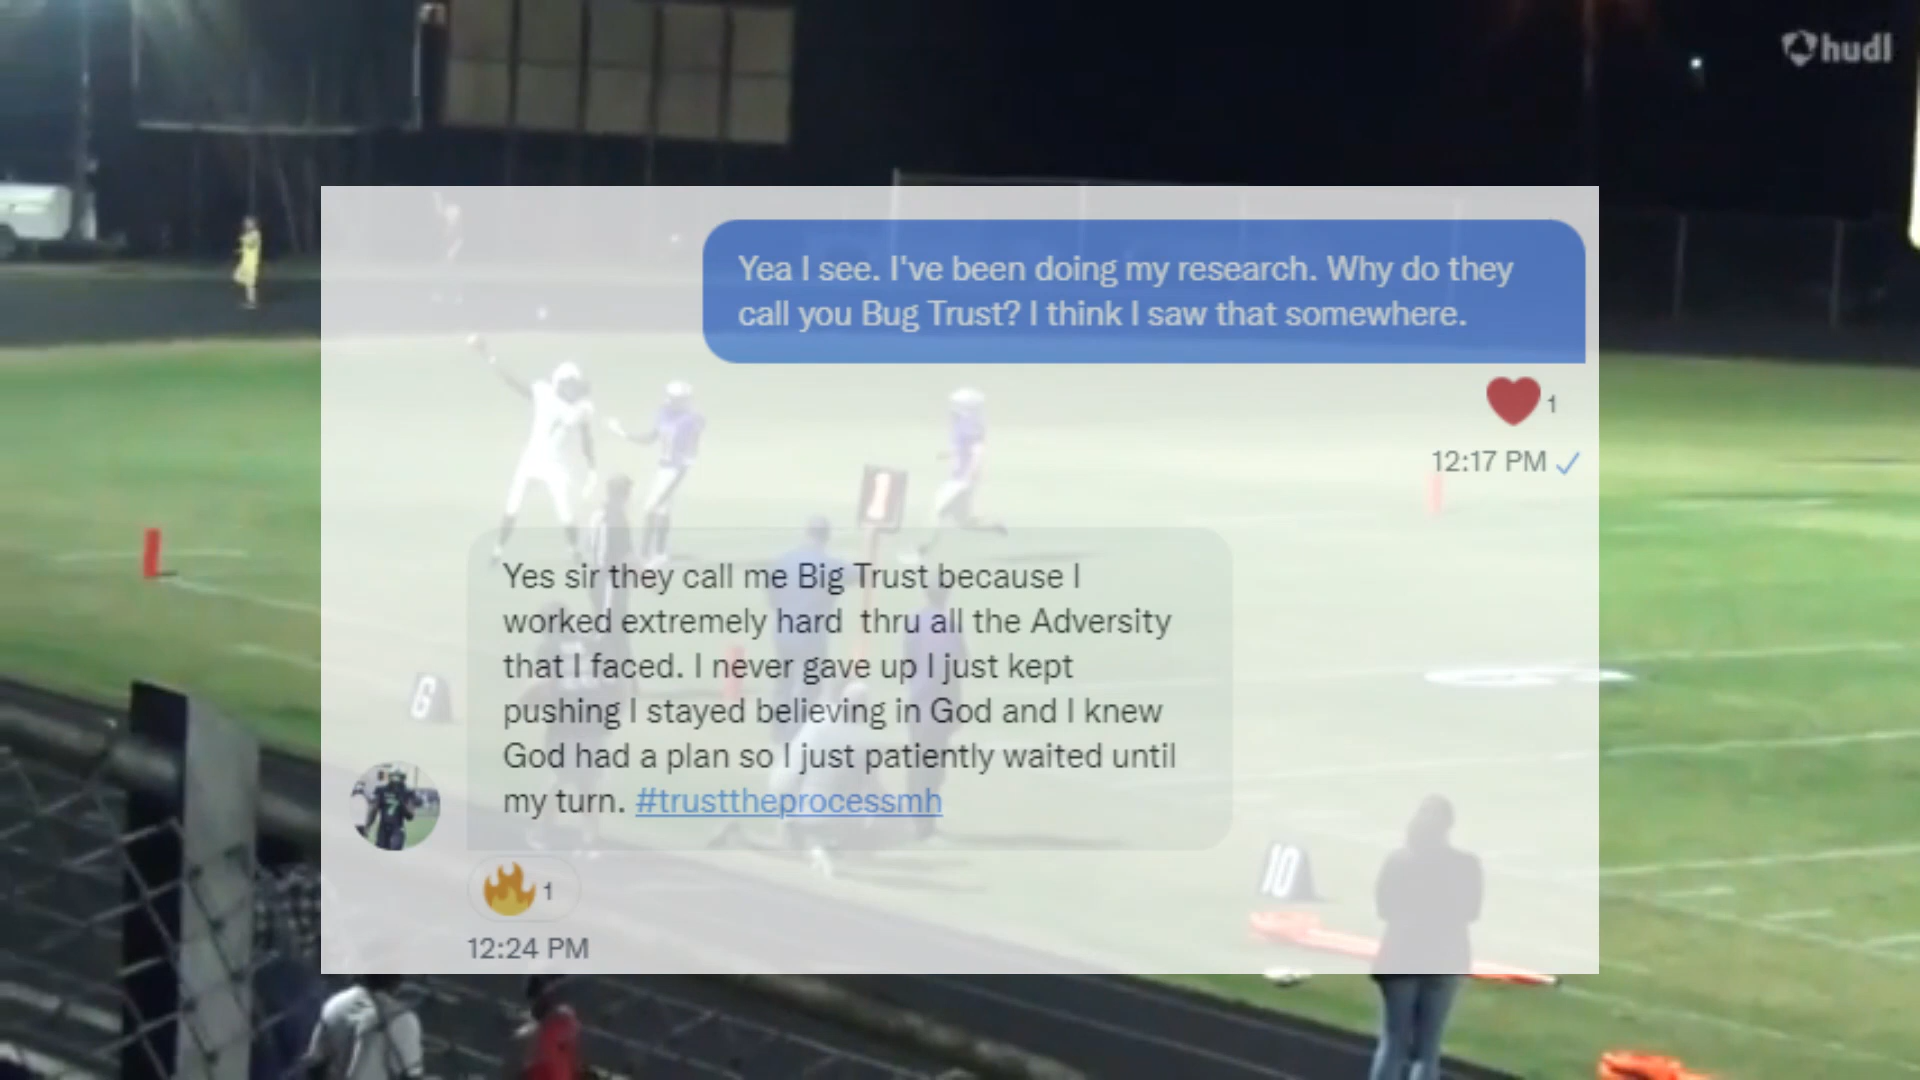 hudl
Yea I see. I've been doing my research. Why do they
call you Bug Trust? I think I saw that somewhere.
1
12:17 PM
1
Yes sir they call me Big Trust because I
worked extremely hard  thru all the Adversity
that I faced. I never gave up I just kept
pushing I stayed believing in God and I knew
God had a plan so I just patiently waited until
my turn. #trusttheprocessmh
6
10
1
12:24 PM